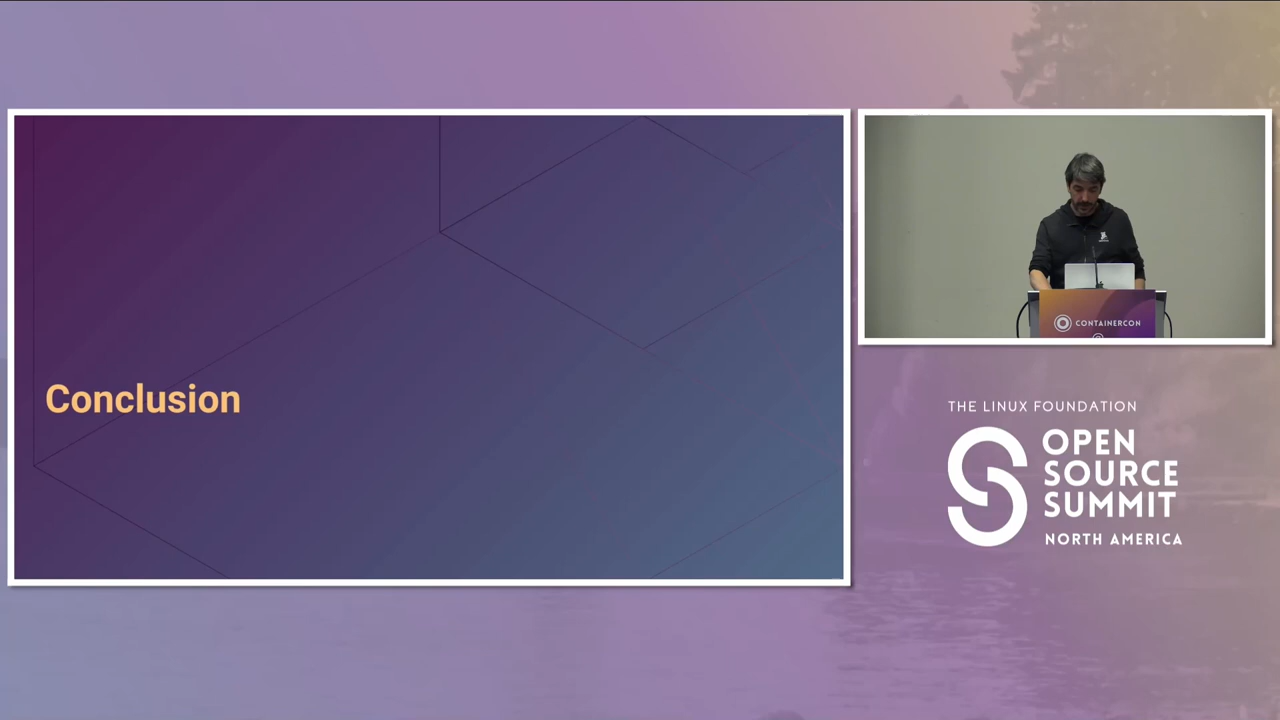 Conclusion
CONTAINERCON
THE LINUX FOUNDATION
OPEN
SOURCE
SUMMIT
NORTH AMERICA